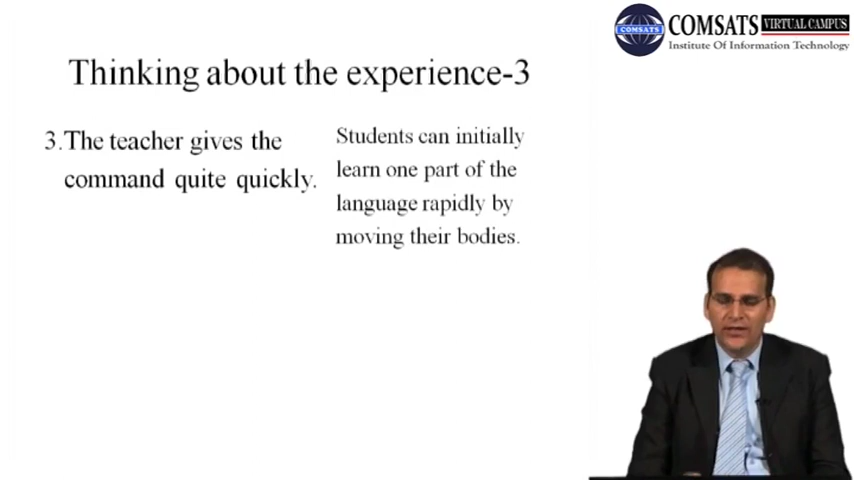 COMSATS
COMSATS VIRTUAL CAMPUS
Institute Of Information Technology
Thinking about the experience-3
3.The teacher gives the
command quite quickly.
Students can initially
learn one part of the
language rapidly by
moving their bodies.